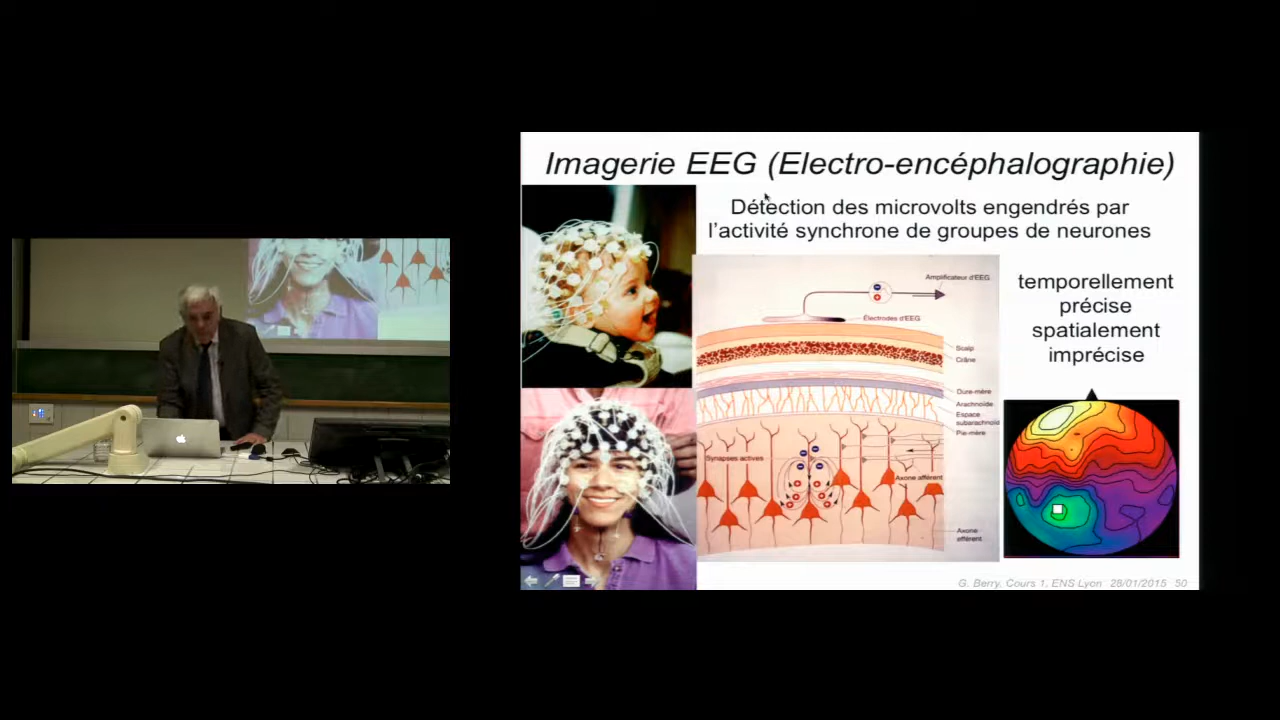 Imagerie EEG (Electro-encéphalographie)
Détection des microvolts engendrés par
l'activité synchrone de groupes de neurones
temporellement
précise
spatialement
imprécise
Amplificateur d'EEG
Électrodes d'EEG
Scalp
Crâne
Dure-mère
Arachnoïde
Espace
subarachnoïd
Pie-mère
Synapses actives
Axone afférent
Axone
afférent
G. Berry, Cours 1, ENS Lyon 28/01/2015 50